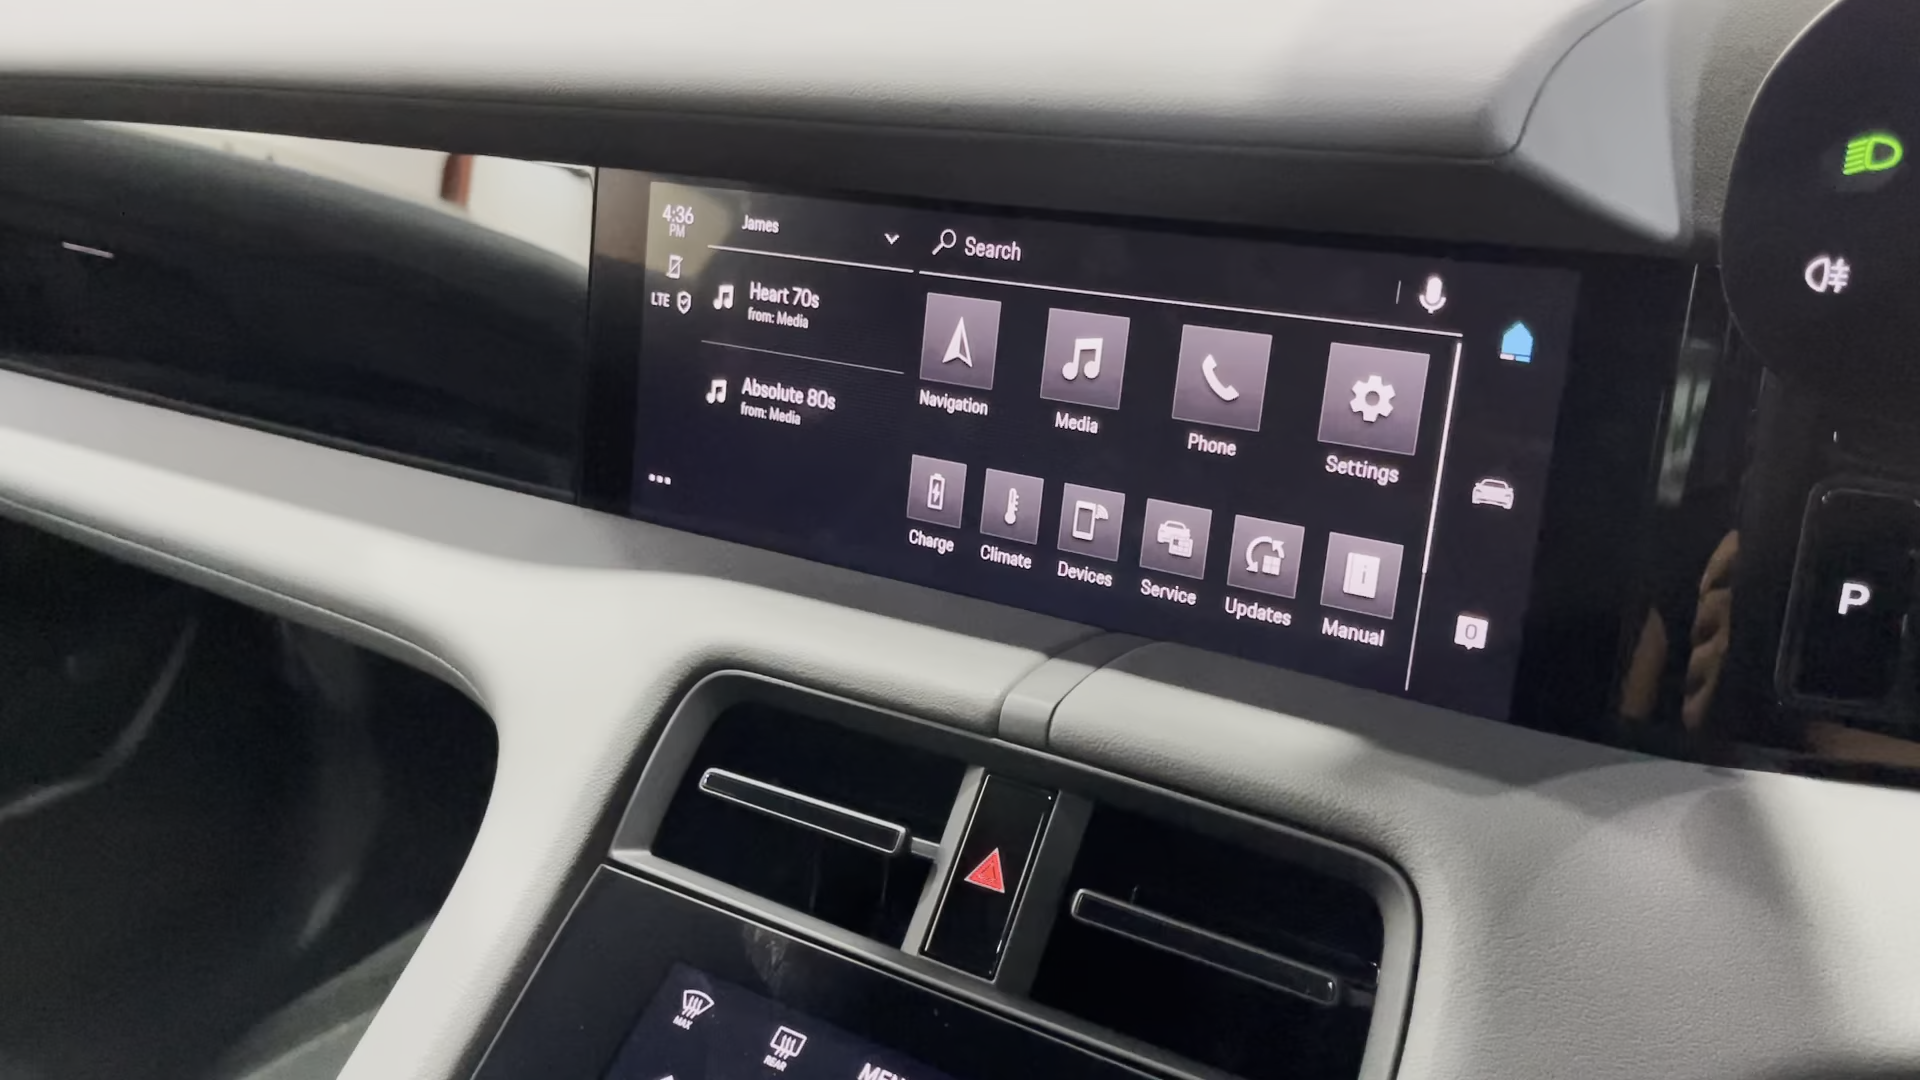 4:36
PM
James
Search
LTE
Heart 70s
from: Media
Absolute 80s
from: Media
Navigation
Media
Phone
Settings
Charge
Climate
Devices
Service
Updates
Manual
0
P
MAX
REAR